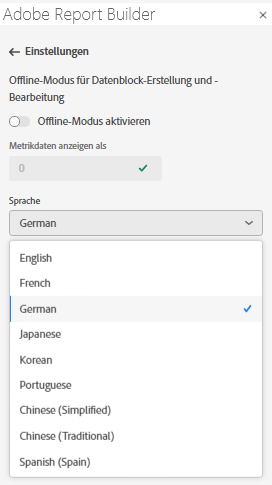 Adobe Report Builder
Einstellungen
Offline-Modus für Datenblock-Erstellung und -
Bearbeitung
Offline-Modus aktivieren
Metrikdaten anzeigen als
0
Sprache
German
English
French
German
Japanese
Korean
Portuguese
Chinese (Simplified)
Chinese (Traditional)
Spanish (Spain)